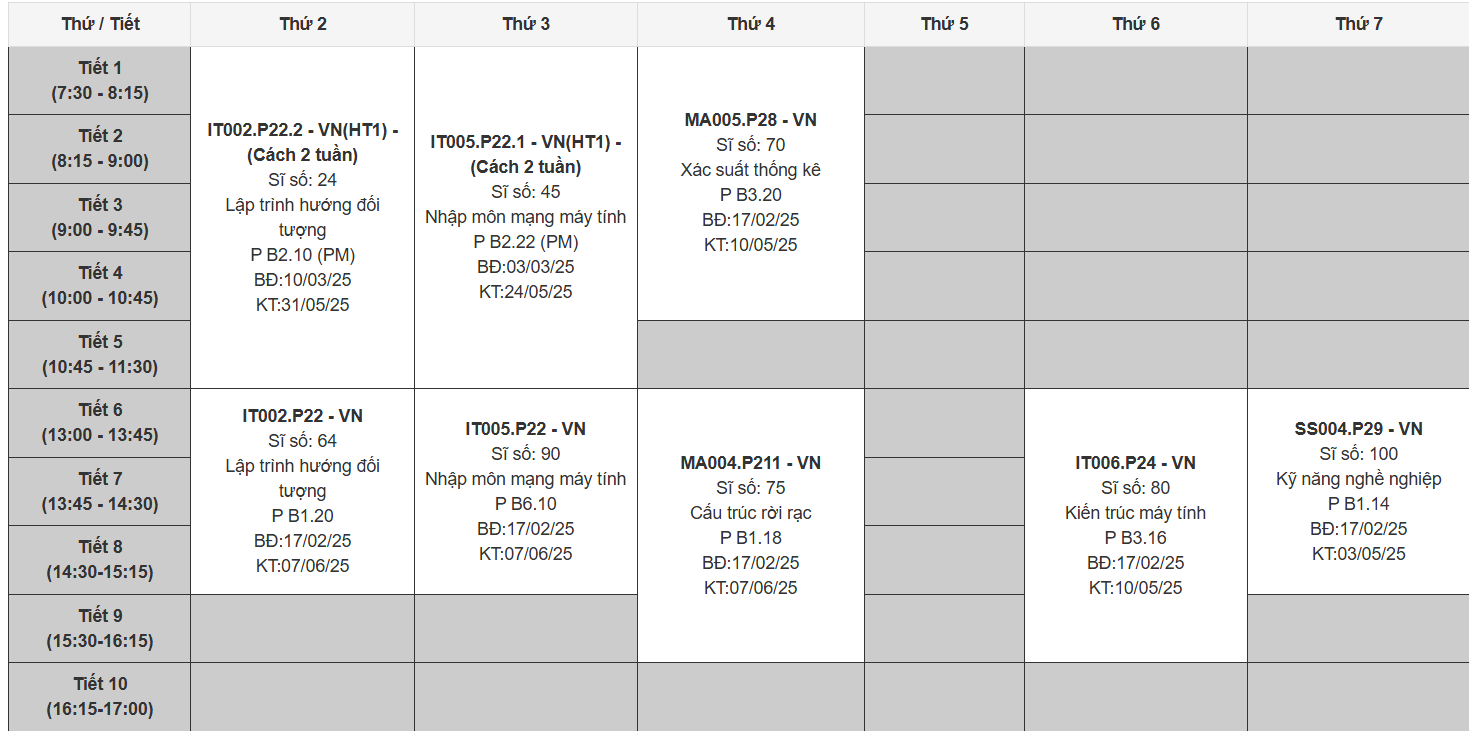 Thứ / Tiết
Thứ 2
Thứ 3
Thứ 4
Thứ 5
Thứ 6
Thứ 7
Tiết 1
(7:30 - 8:15)
IT002.P22.2 - VN(HT1) -
(Cách 2 tuần)
Sĩ số: 24
Lập trình hướng đối
tượng
P B2.10 (PM)
BĐ:10/03/25
KT:31/05/25
IT005.P22.1 - VN(HT1) -
(Cách 2 tuần)
Sĩ số: 45
Nhập môn mạng máy tính
P B2.22 (PM)
BĐ:03/03/25
KT:24/05/25
MA005.P28 - VN
Sĩ số: 70
Xác suất thống kê
P B3.20
BĐ:17/02/25
KT:10/05/25
Tiết 2
(8:15 - 9:00)
Tiết 3
(9:00 - 9:45)
Tiết 4
(10:00 - 10:45)
Tiết 5
(10:45 - 11:30)
Tiết 6
(13:00 - 13:45)
IT002.P22 - VN
Sĩ số: 64
Lập trình hướng đối
tượng
P B1.20
BĐ:17/02/25
KT:07/06/25
IT005.P22 - VN
Sĩ số: 90
Nhập môn mạng máy tính
P B6.10
BĐ:17/02/25
KT:07/06/25
MA004.P211 - VN
Sĩ số: 75
Cấu trúc rời rạc
P B1.18
BĐ:17/02/25
KT:07/06/25
IT006.P24 - VN
Sĩ số: 80
Kiến trúc máy tính
P B3.16
BĐ:17/02/25
KT:10/05/25
SS004.P29 - VN
Sĩ số: 100
Kỹ năng nghề nghiệp
P B1.14
BĐ:17/02/25
KT:03/05/25
Tiết 7
(13:45 - 14:30)
Tiết 8
(14:30-15:15)
Tiết 9
(15:30-16:15)
Tiết 10
(16:15-17:00)